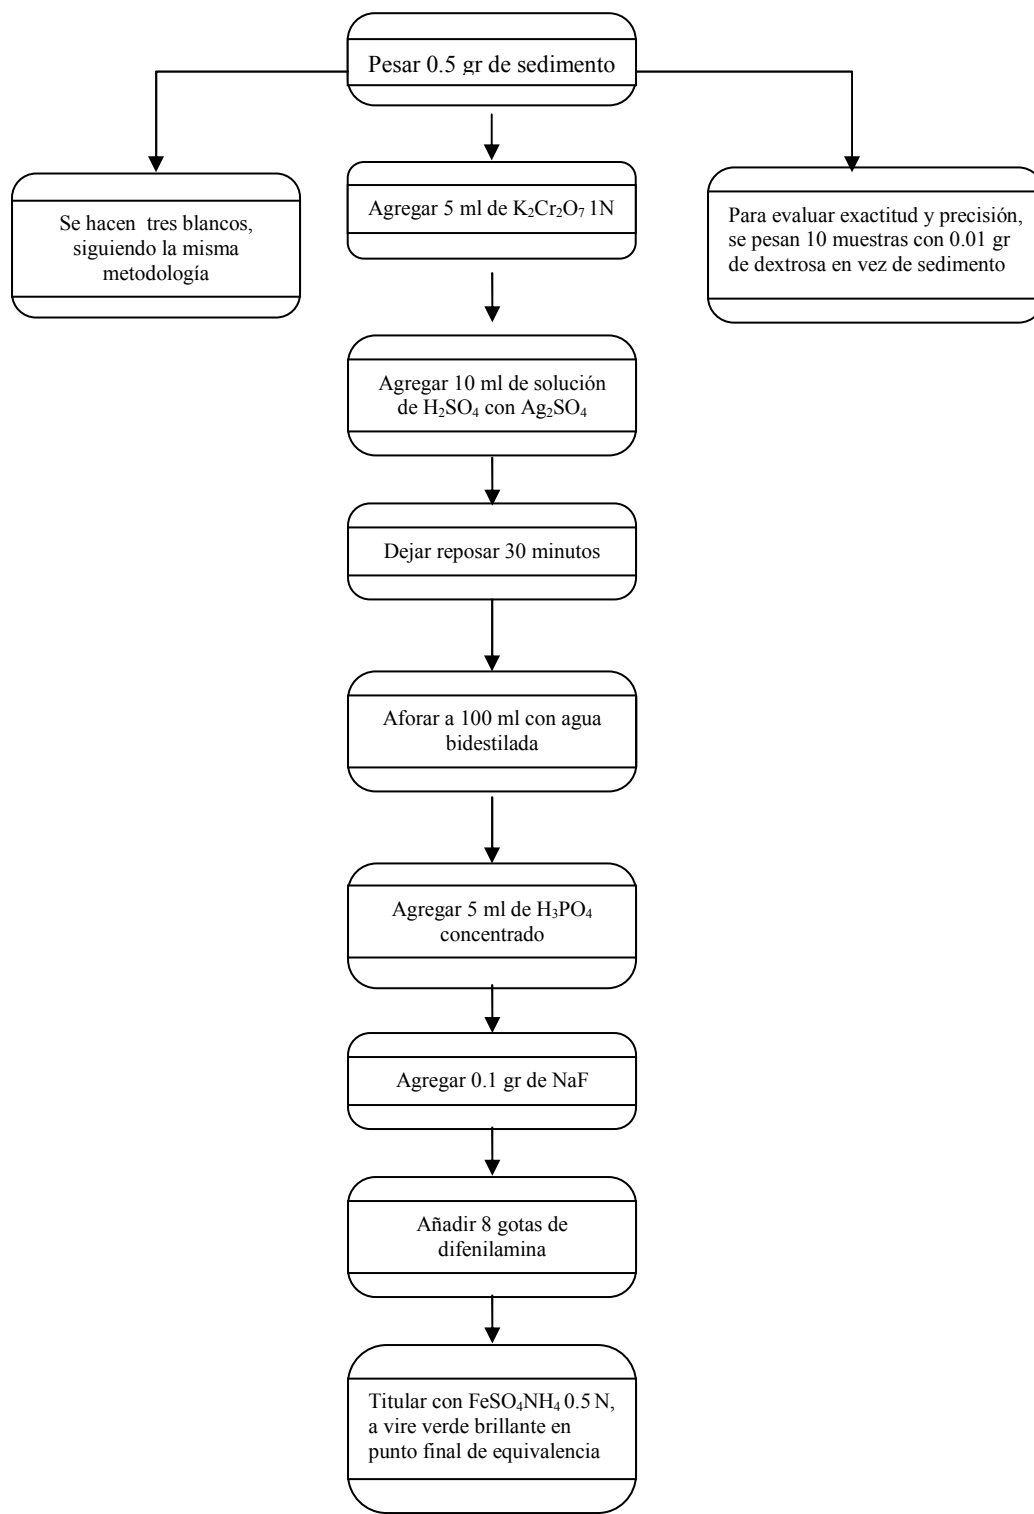 Pesar 0.5 gr de sedimento
Se hacen  tres blancos,
siguiendo la misma
metodología
Agregar 5 ml de K₂Cr₂O₇ 1N
Para evaluar exactitud y precisión,
se pesan 10 muestras con 0.01 gr
de dextrosa en vez de sedimento
Agregar 10 ml de solución
de H₂SO₄ con Ag₂SO₄
Dejar reposar 30 minutos
Aforar a 100 ml con agua
bidestilada
Agregar 5 ml de H₃PO₄
concentrado
Agregar 0.1 gr de NaF
Añadir 8 gotas de
difenilamina
Titular con FeSO₄NH₄ 0.5 N,
a vire verde brillante en
punto final de equivalencia